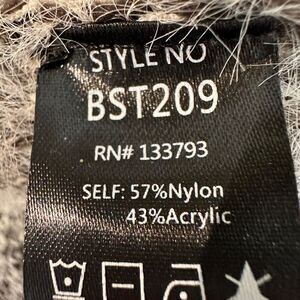 STYLE NO
BST209
RN# 133793
SELF: 57%Nylon
43%Acrylic